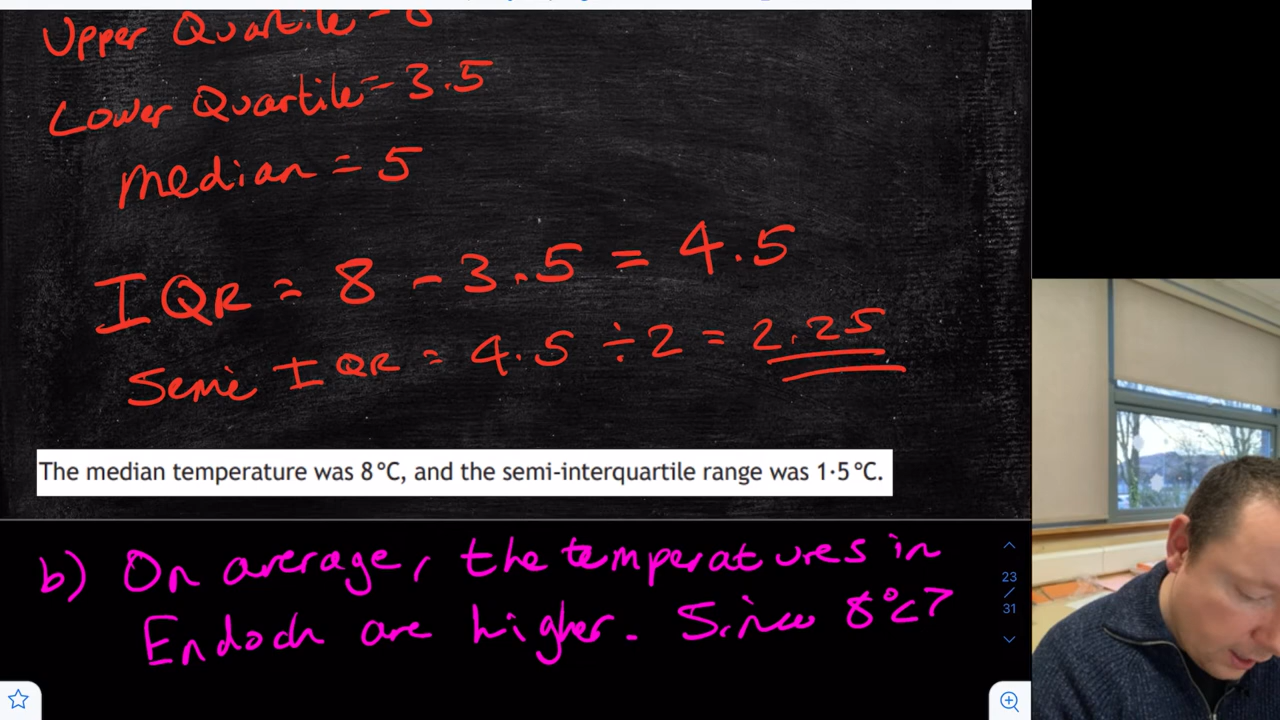 Upper Quartile = 8
Lower Quartile = 3.5
Median = 5
IQR = 8 - 3.5 = 4.5
Semi IQR = 4.5 ÷ 2 = 2.25
The median temperature was 8 °C, and the semi-interquartile range was 1·5 °C.
b) On average, the temperatures in
Endoch are higher. Since 8°C >
23
/
31